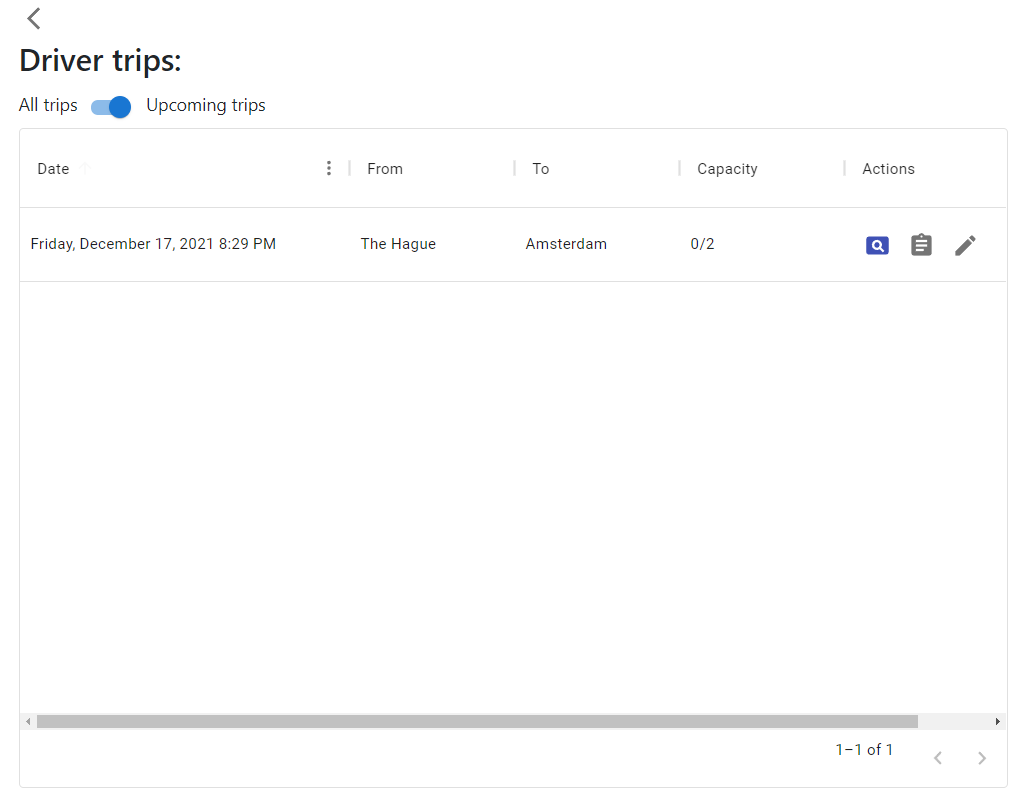 Driver trips:
All trips Upcoming trips
Date From To Capacity Actions
Friday, December 17, 2021 8:29 PM The Hague Amsterdam 0/2
1–1 of 1